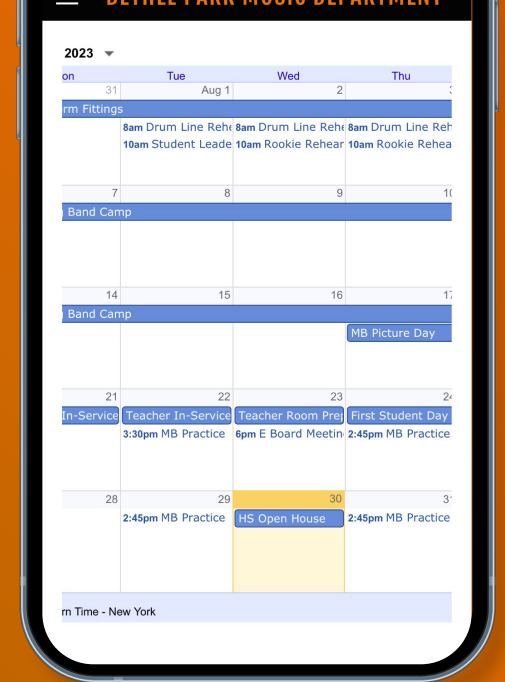 BETHEL PARK MUSIC DEPARTMENT
2023
on Tue Wed Thu
31 Aug 1 2
rm Fittings
8am Drum Line Rehe 8am Drum Line Rehe 8am Drum Line Reh
10am Student Leade 10am Rookie Rehear 10am Rookie Rehea
7 8 9 10
Band Camp
14 15 16 17
Band Camp
MB Picture Day
21 22 23 24
In-Service Teacher In-Service Teacher Room Prep First Student Day
3:30pm MB Practice 6pm E Board Meetin 2:45pm MB Practice
28 29 30 31
2:45pm MB Practice HS Open House 2:45pm MB Practice
rn Time - New York